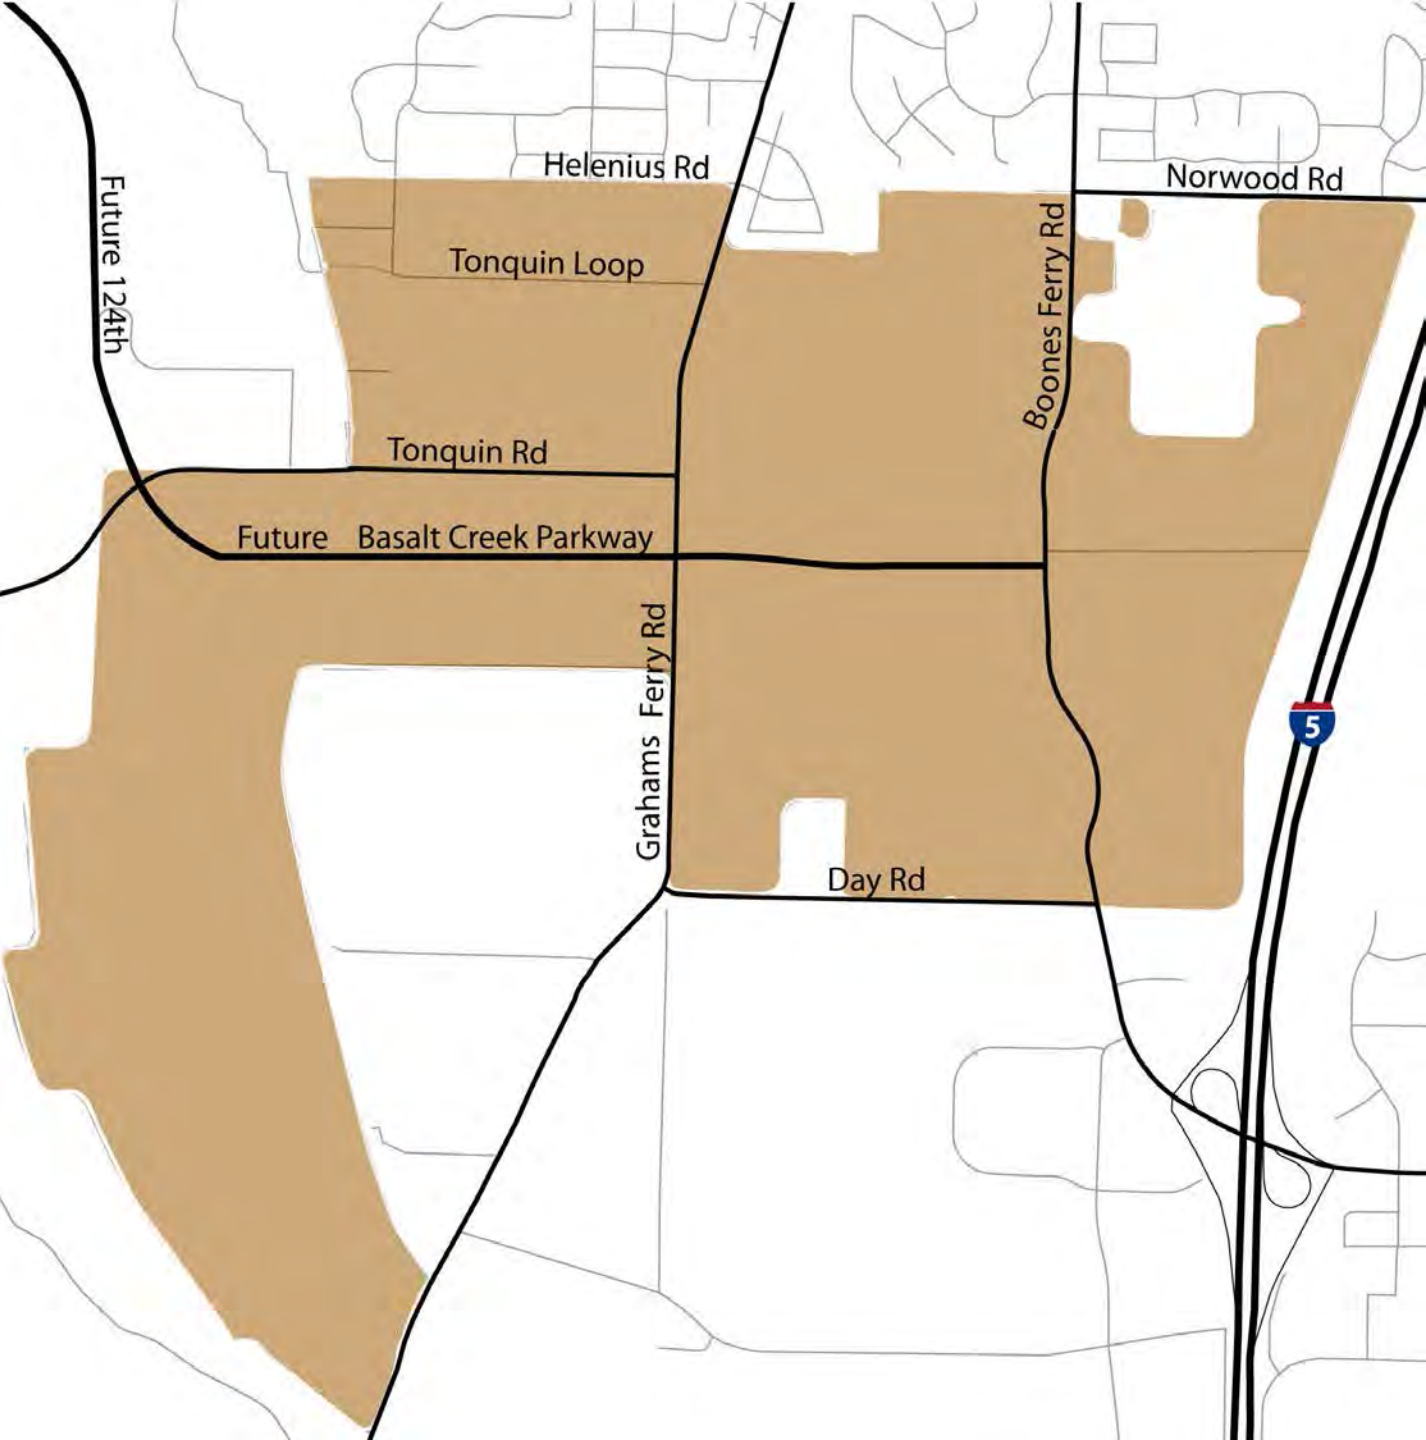 Helenius Rd
Norwood Rd
Future 124th
Tonquin Loop
Boones Ferry Rd
Tonquin Rd
Future Basalt Creek Parkway
Grahams Ferry Rd
5
Day Rd